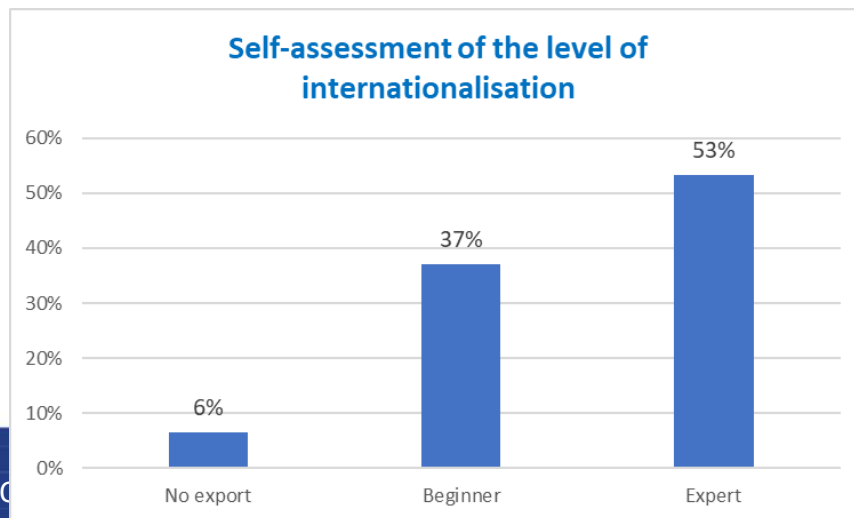 Self-assessment of the level of
internationalisation
60%
50%
40%
30%
20%
10%
0%
6%
37%
53%
No export
Beginner
Expert